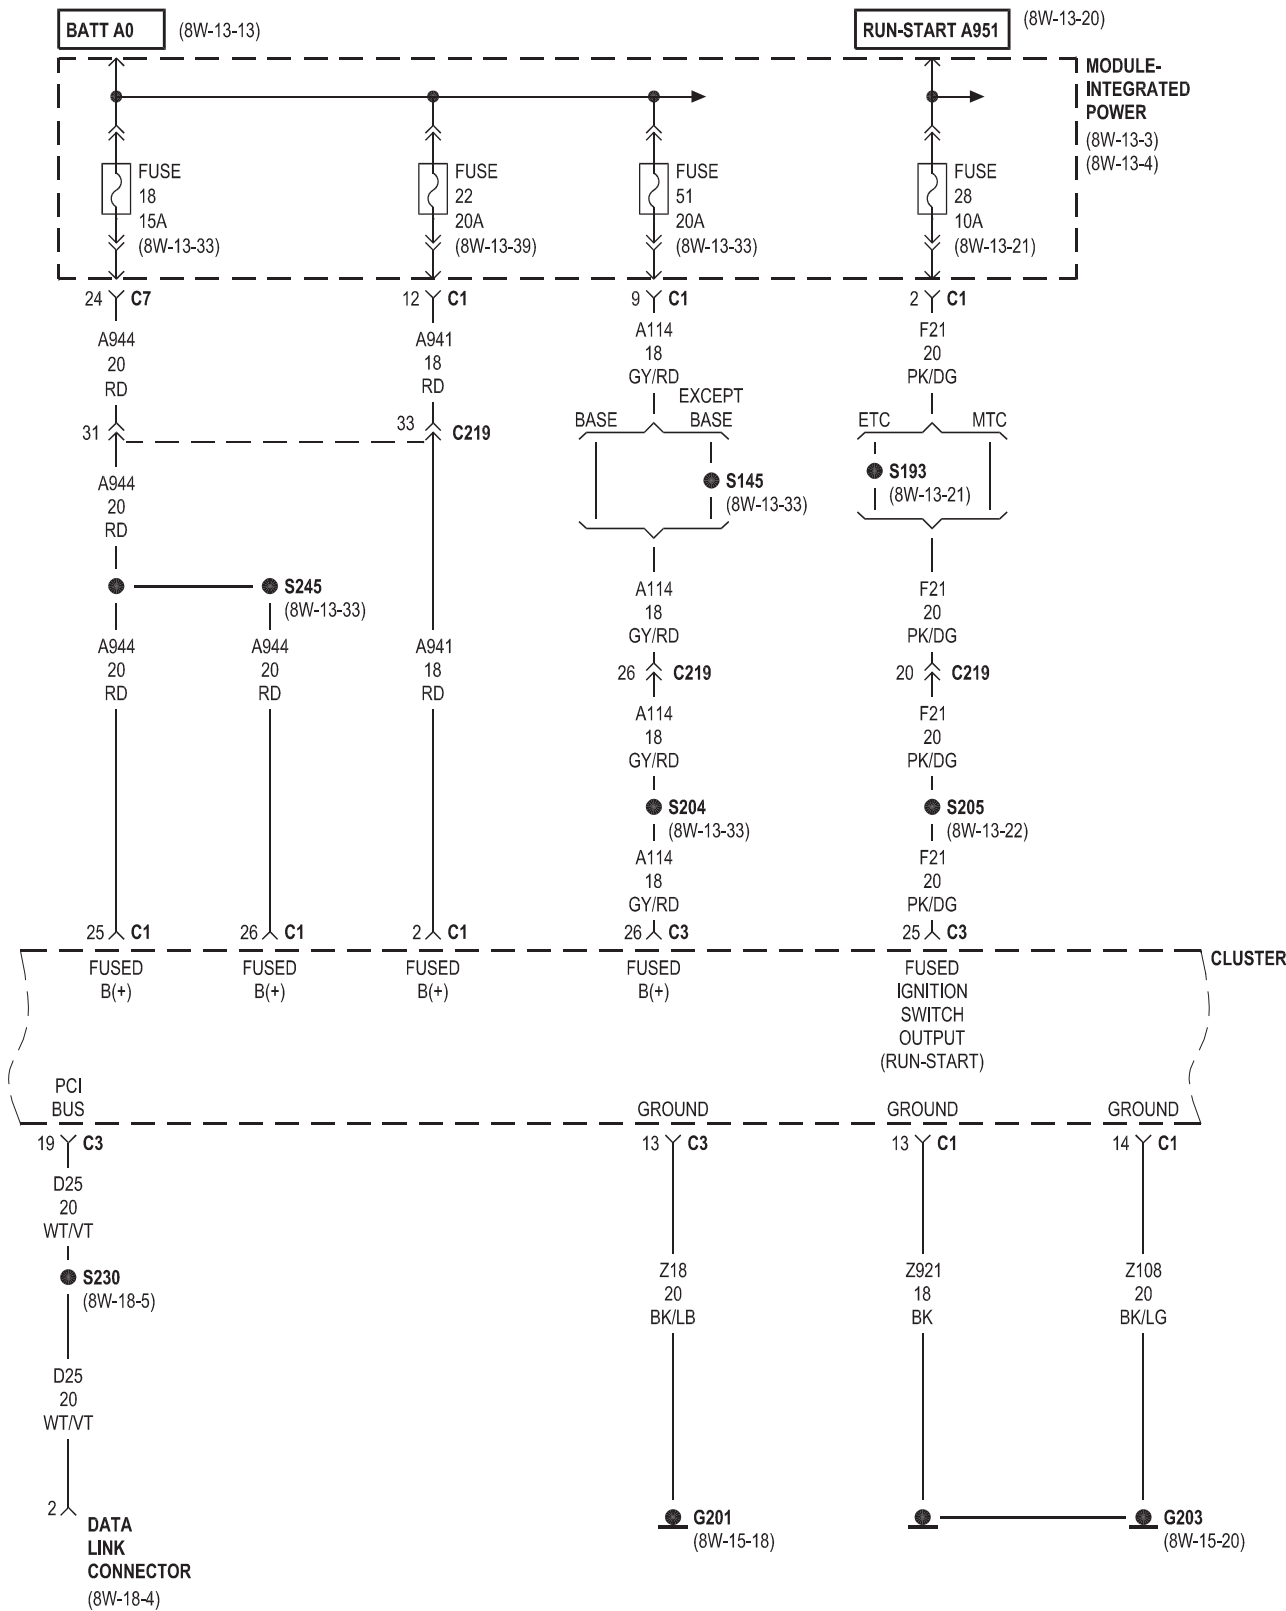 BATT A0
(8W-13-13)
RUN-START A951
(8W-13-20)
MODULE-
INTEGRATED
POWER
(8W-13-3)
(8W-13-4)
FUSE
18
15A
(8W-13-33)
FUSE
22
20A
(8W-13-39)
FUSE
51
20A
(8W-13-33)
FUSE
28
10A
(8W-13-21)
24 C7
12 C1
9 C1
2 C1
A944
20
RD
A941
18
RD
A114
18
GY/RD
F21
20
PK/DG
31
33 C219
BASE
EXCEPT
BASE
ETC
MTC
A944
20
RD
S145
(8W-13-33)
S193
(8W-13-21)
S245
(8W-13-33)
A114
18
GY/RD
F21
20
PK/DG
A944
20
RD
A944
20
RD
A941
18
RD
26 C219
20 C219
A114
18
GY/RD
F21
20
PK/DG
S204
(8W-13-33)
S205
(8W-13-22)
A114
18
GY/RD
F21
20
PK/DG
25 C1
26 C1
2 C1
26 C3
25 C3
CLUSTER
FUSED
B(+)
FUSED
B(+)
FUSED
B(+)
FUSED
B(+)
FUSED
IGNITION
SWITCH
OUTPUT
(RUN-START)
PCI
BUS
GROUND
GROUND
GROUND
19 C3
13 C3
13 C1
14 C1
D25
20
WT/VT
S230
(8W-18-5)
Z18
20
BK/LB
Z921
18
BK
Z108
20
BK/LG
D25
20
WT/VT
2
DATA
LINK
CONNECTOR
(8W-18-4)
G201
(8W-15-18)
G203
(8W-15-20)